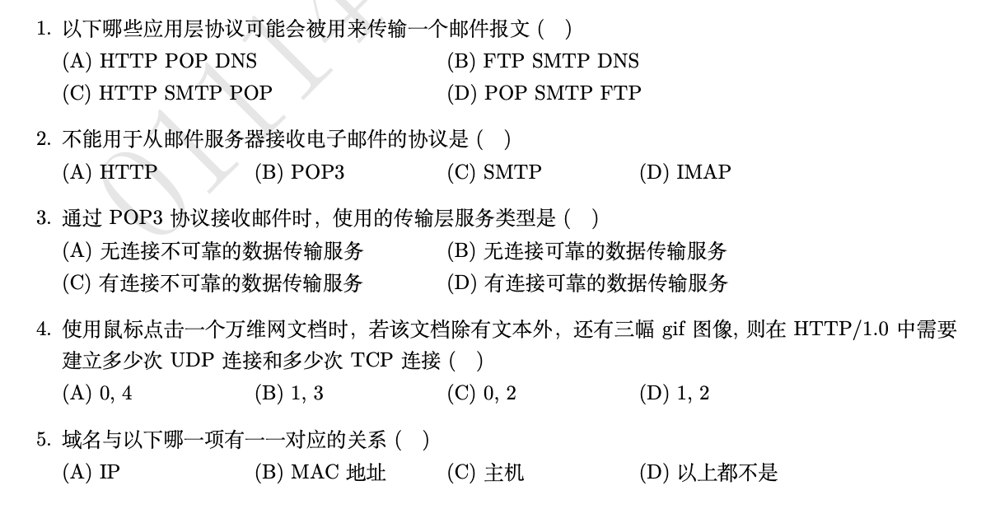 1. 以下哪些应用层协议可能会被用来传输一个邮件报文 ( )
(A) HTTP POP DNS (B) FTP SMTP DNS
(C) HTTP SMTP POP (D) POP SMTP FTP
2. 不能用于从邮件服务器接收电子邮件的协议是 ( )
(A) HTTP (B) POP3 (C) SMTP (D) IMAP
3. 通过 POP3 协议接收邮件时，使用的传输层服务类型是 ( )
(A) 无连接不可靠的数据传输服务 (B) 无连接可靠的数据传输服务
(C) 有连接不可靠的数据传输服务 (D) 有连接可靠的数据传输服务
4. 使用鼠标点击一个万维网文档时，若该文档除有文本外，还有三幅 gif 图像, 则在 HTTP/1.0 中需要
建立多少次 UDP 连接和多少次 TCP 连接 ( )
(A) 0, 4 (B) 1, 3 (C) 0, 2 (D) 1, 2
5. 域名与以下哪一项有一一对应的关系 ( )
(A) IP (B) MAC 地址 (C) 主机 (D) 以上都不是
0114